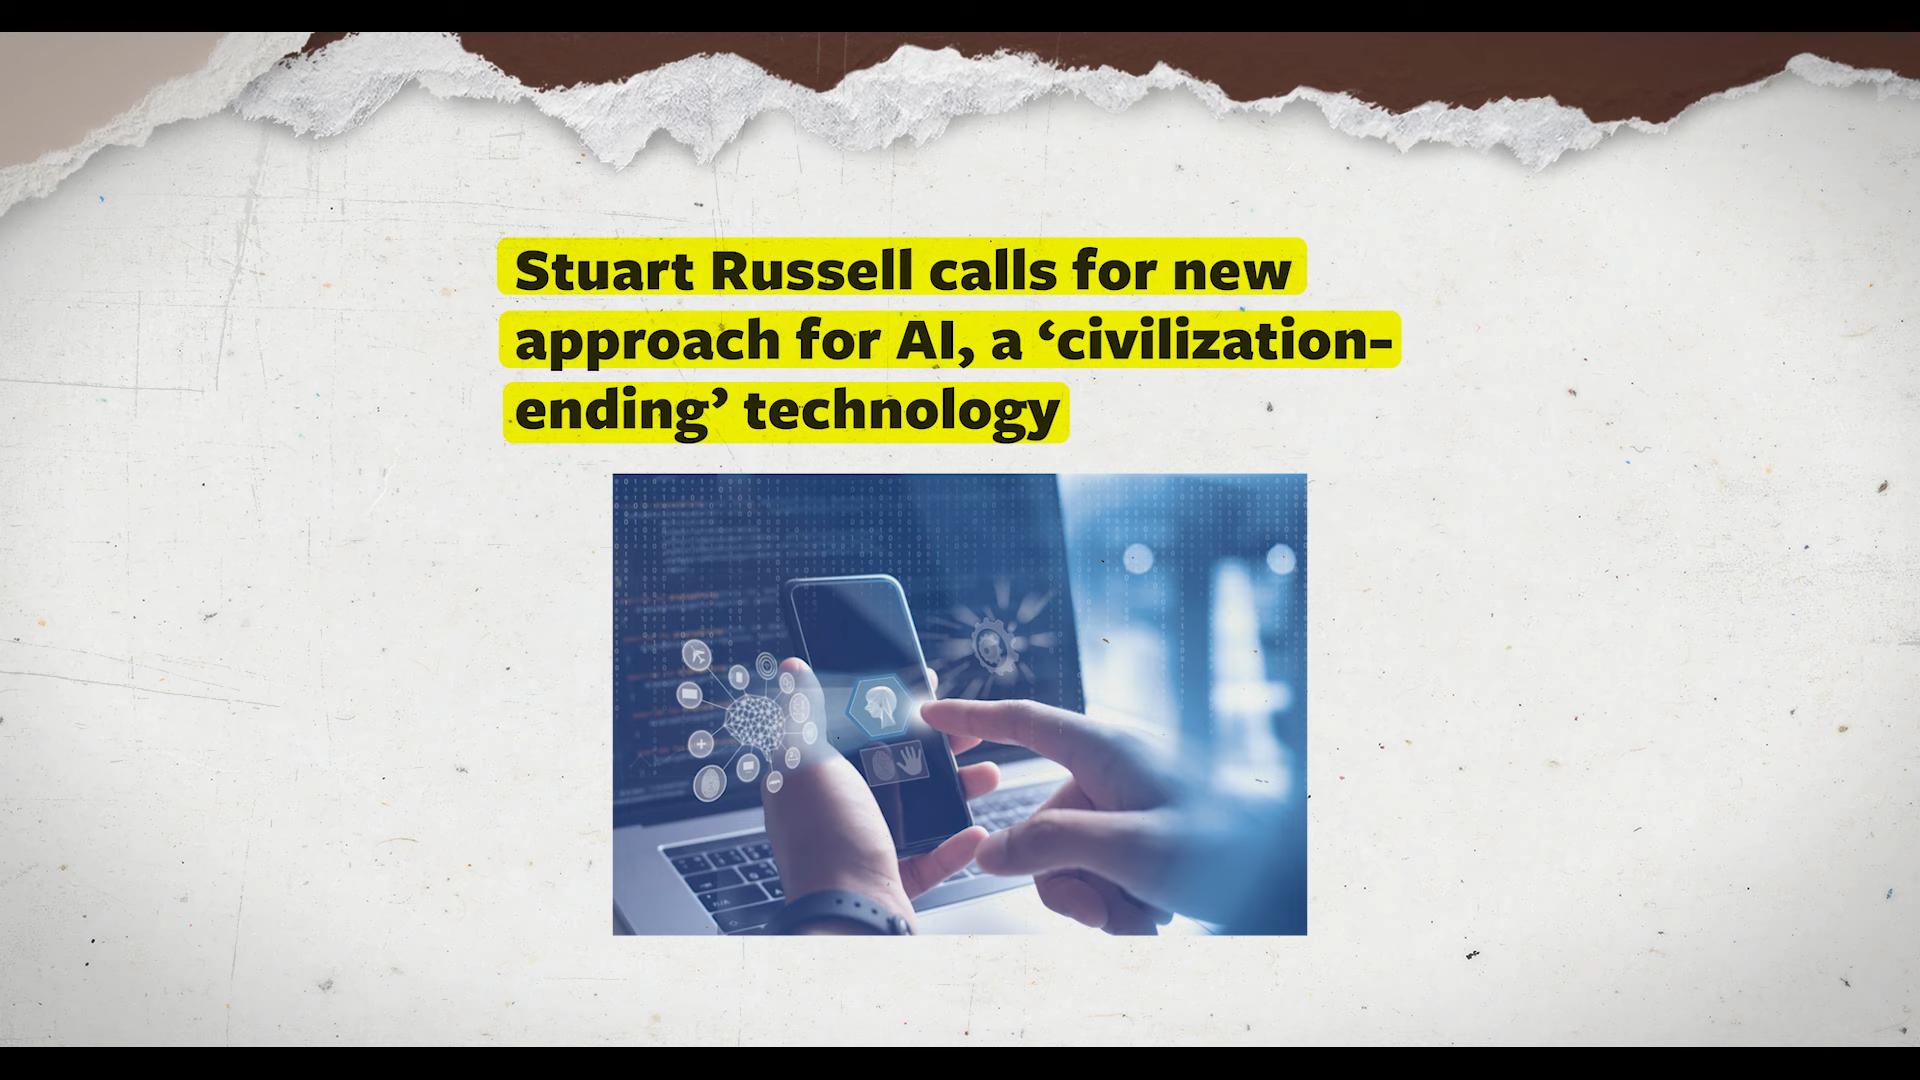 Stuart Russell calls for new
approach for AI, a ‘civilization-
ending’ technology